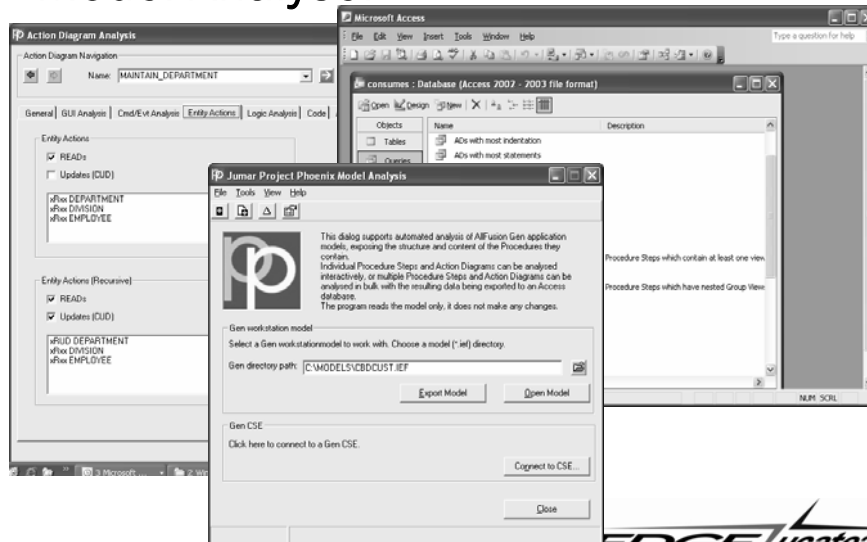 Action Diagram Analysis
Action Diagram Navigation
Name: MAINTAIN_DEPARTMENT
General GUI Analysis Cmd/Evt Analysis Entity Actions Logic Analysis Code
Entity Actions
READs
Updates (CUD)
xRxx DEPARTMENT
xRxx DIVISION
xRxx EMPLOYEE
Entity Actions (Recursive)
READs
Updates (CUD)
xRUD DEPARTMENT
xRxx DIVISION
xRxx EMPLOYEE
3 Microsoft ...
2 Win
Microsoft Access
File Edit View Insert Tools Window Help
Type a question for help
consumes : Database (Access 2007 - 2003 file format)
Open Design New
Objects Name Description
Tables ADs with most indentation
Queries ADs with most statements
Procedure Steps which contain at least one view
Procedure Steps which have nested Group View
NUM SCRL
Jumar Project Phoenix Model Analysis
File Tools View Help
This dialog supports automated analysis of AllFusion Gen application
models, exposing the structure and content of the Procedures they
contain.
Individual Procedure Steps and Action Diagrams can be analysed
interactively, or multiple Procedure Steps and Action Diagrams can be
analysed in bulk with the resulting data being exported to an Access
database.
The program reads the model only, it does not make any changes.
Gen workstation model
Select a Gen workstationmodel to work with. Choose a model (*.ief) directory.
Gen directory path: C:\MODELS\CBDCUST.IEF
Export Model Open Model
Gen CSE
Click here to connect to a Gen CSE.
Connect to CSE...
Close